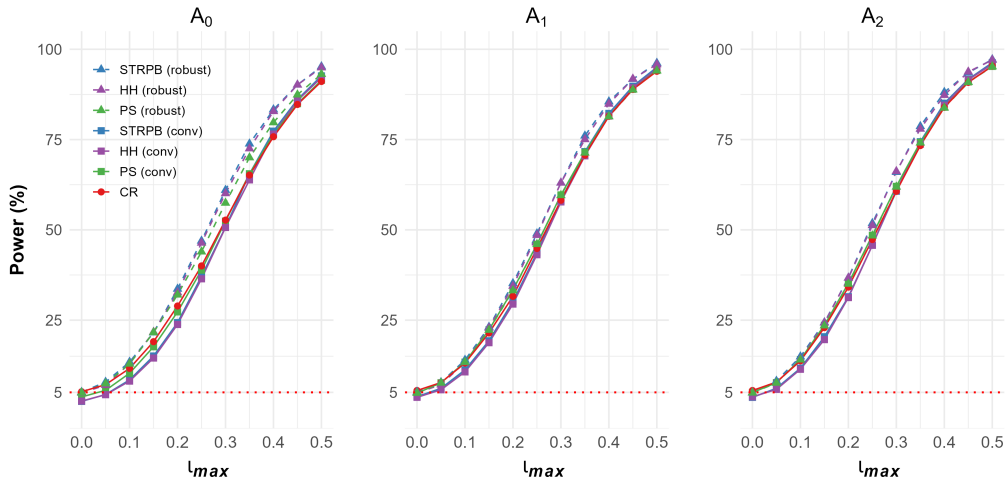 A₀
A₁
A₂
Power (%)
100
75
50
25
5
STRPB (robust)
HH (robust)
PS (robust)
STRPB (conv)
HH (conv)
PS (conv)
CR
0.0 0.1 0.2 0.3 0.4 0.5
ιmax
100
75
50
25
5
0.0 0.1 0.2 0.3 0.4 0.5
ιmax
100
75
50
25
5
0.0 0.1 0.2 0.3 0.4 0.5
ιmax